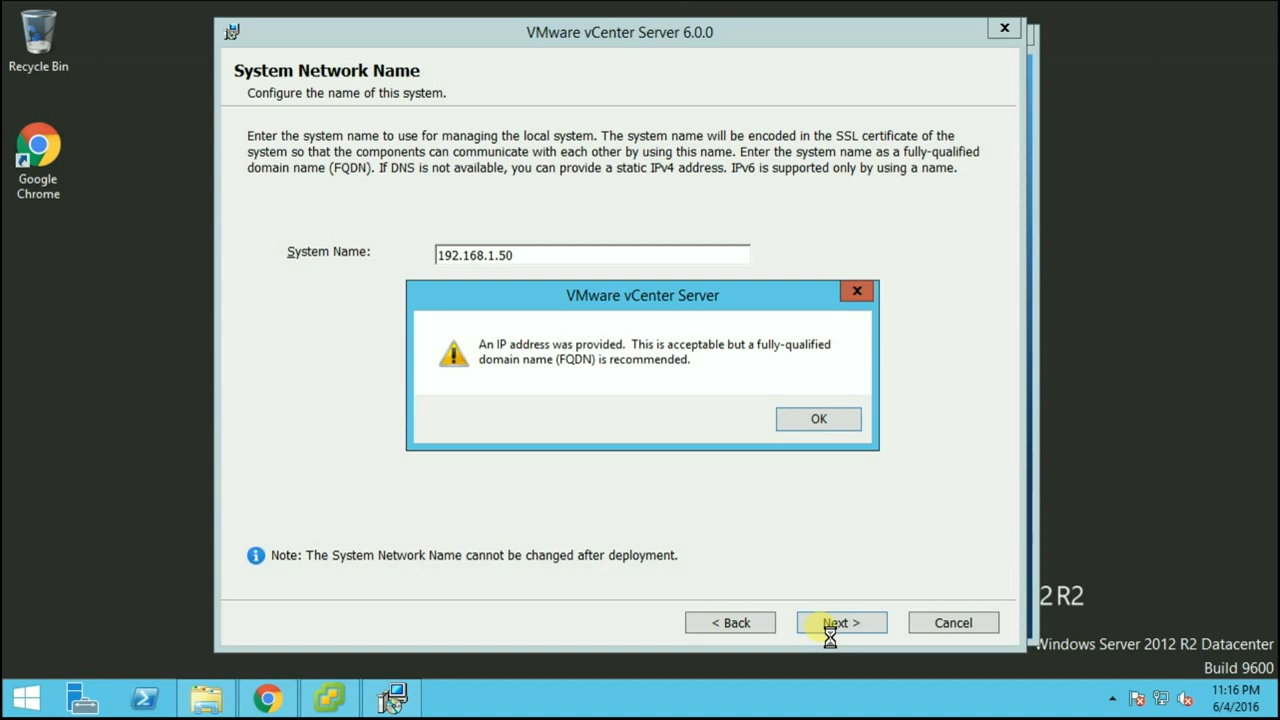 Recycle Bin
Google
Chrome
VMware vCenter Server 6.0.0
x
System Network Name
Configure the name of this system.
Enter the system name to use for managing the local system. The system name will be encoded in the SSL certificate of the
system so that the components can communicate with each other by using this name. Enter the system name as a fully-qualified
domain name (FQDN). If DNS is not available, you can provide a static IPv4 address. IPv6 is supported only by using a name.
System Name:
192.168.1.50
VMware vCenter Server
x
An IP address was provided. This is acceptable but a fully-qualified
domain name (FQDN) is recommended.
OK
Note: The System Network Name cannot be changed after deployment.
< Back
Next >
Cancel
2 R2
Windows Server 2012 R2 Datacenter
Build 9600
11:16 PM
6/4/2016